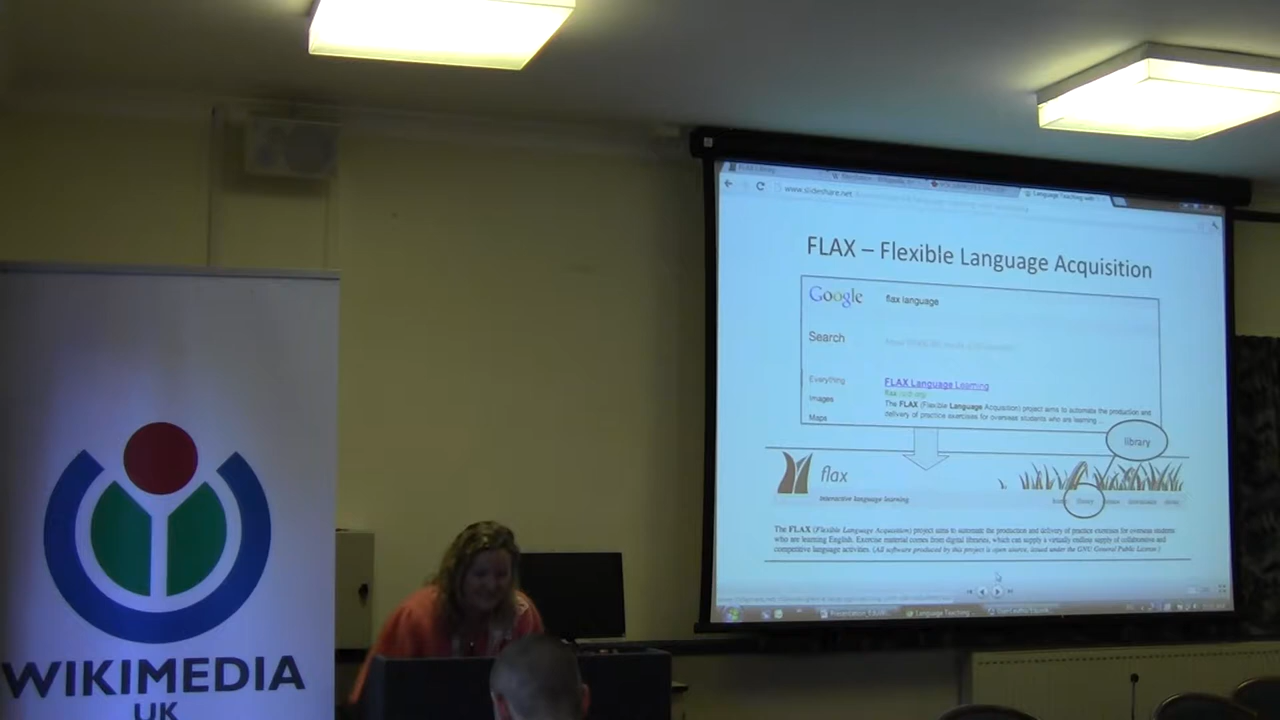 www.slideshare.net
FLAX – Flexible Language Acquisition
Google
flax language
Search
Everything
FLAX Language Learning
Images
The FLAX (Flexible Language Acquisition) project aims to automate the production and
Maps
delivery of practice exercises for overseas students who are learning ...
library
flax
interactive language learning
library
The FLAX (Flexible Language Acquisition) project aims to automate the production and delivery of practice exercises for overseas students
who are learning English. Exercise material comes from digital libraries, which can supply a virtually endless supply of collaborative and
competitive language activities. (All software produced by this project is open source, issued under the GNU General Public License.)
Language Teaching
WIKIMEDIA
UK